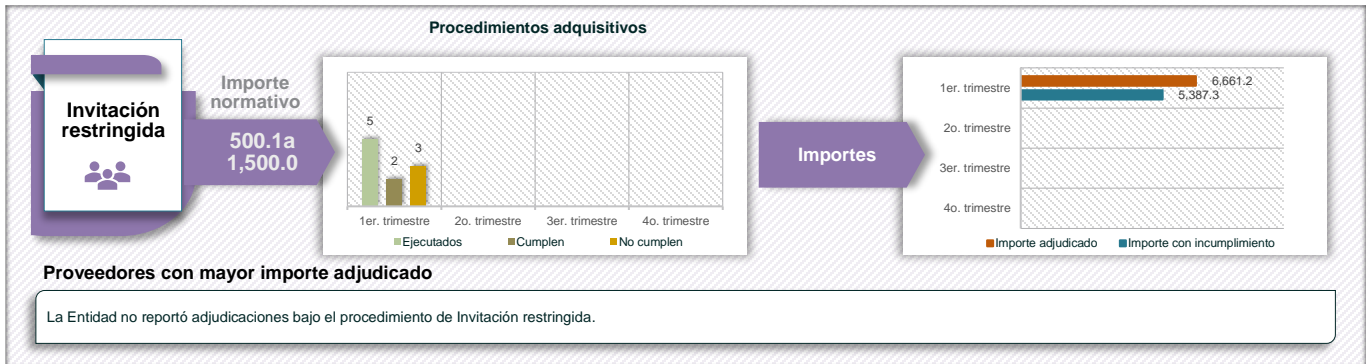 Procedimientos adquisitivos
Invitación
restringida
Importe
normativo
500.1a
1,500.0
5
2
3
1er. trimestre
2o. trimestre
3er. trimestre
4o. trimestre
Ejecutados
Cumplen
No cumplen
Importes
1er. trimestre
2o. trimestre
3er. trimestre
4o. trimestre
6,661.2
5,387.3
Importe adjudicado
Importe con incumplimiento
Proveedores con mayor importe adjudicado
La Entidad no reportó adjudicaciones bajo el procedimiento de Invitación restringida.